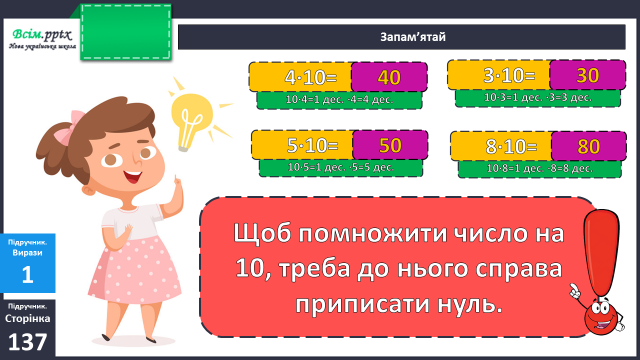 Всім.pptx
Нова українська школа
Запам’ятай
4·10= 40
10·4=1 дес. ·4=4 дес.
3·10= 30
10·3=1 дес. ·3=3 дес.
5·10= 50
10·5=1 дес. ·5=5 дес.
8·10= 80
10·8=1 дес. ·8=8 дес.
Щоб помножити число на
10, треба до нього справа
приписати нуль.
Підручник.
Вирази
1
Підручник.
Сторінка
137